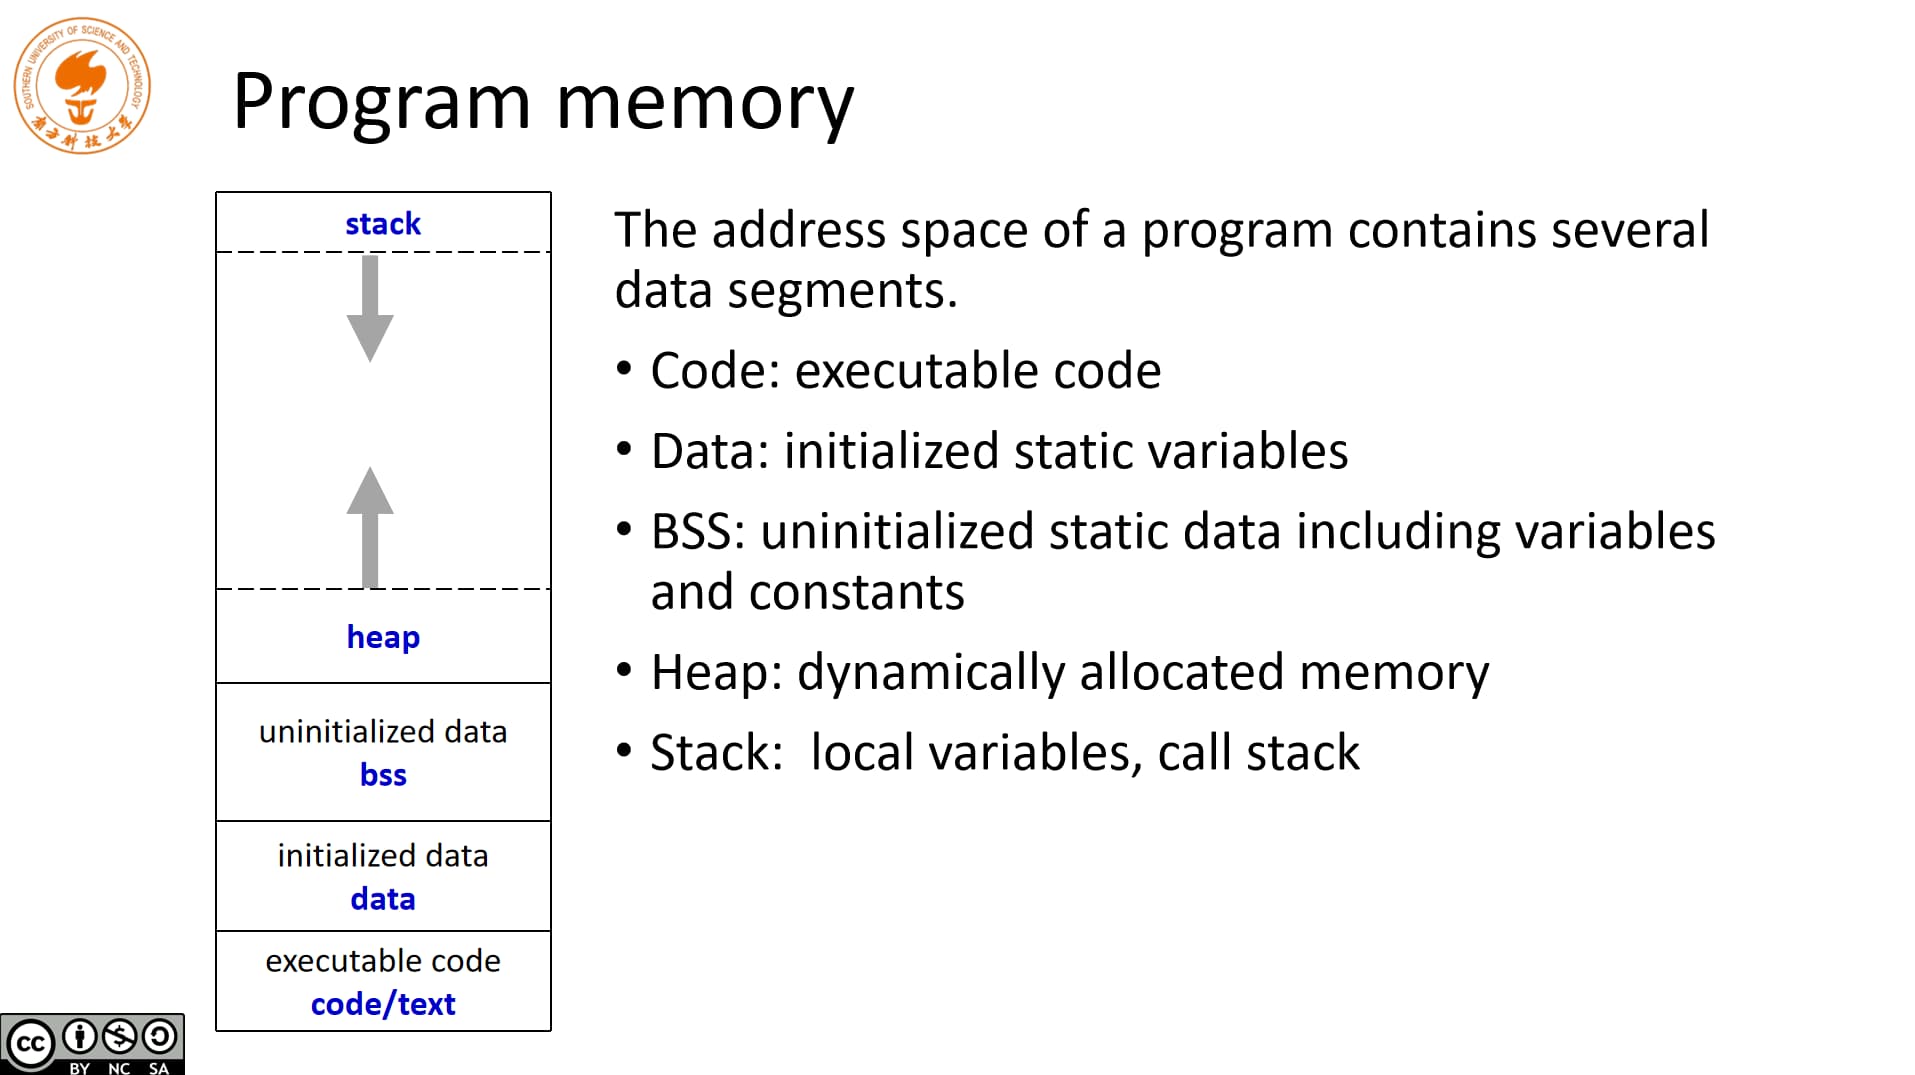 SOUTHERN UNIVERSITY OF SCIENCE AND TECHNOLOGY
南方科技大学
Program memory
stack
heap
uninitialized data
bss
initialized data
data
executable code
code/text
The address space of a program contains several
data segments.
• Code: executable code
• Data: initialized static variables
• BSS: uninitialized static data including variables
and constants
• Heap: dynamically allocated memory
• Stack:  local variables, call stack
cc
BY NC SA